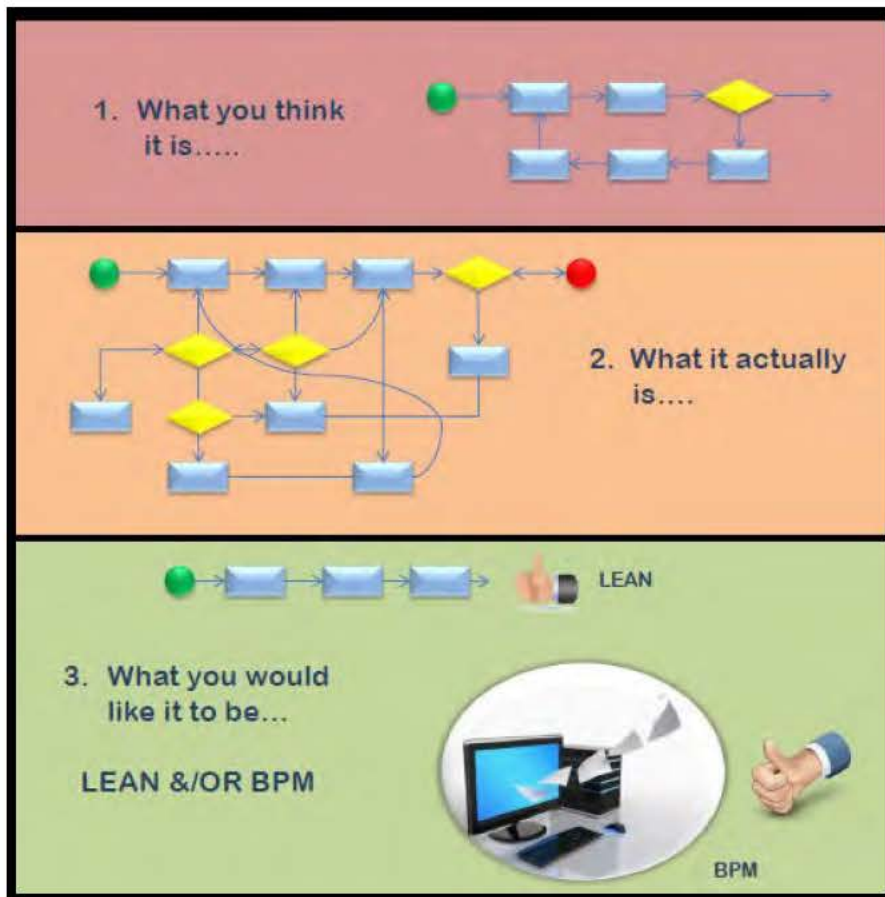 1. What you think
it is.....
2. What it actually
is....
LEAN
3. What you would
like it to be...
LEAN &/OR BPM
BPM